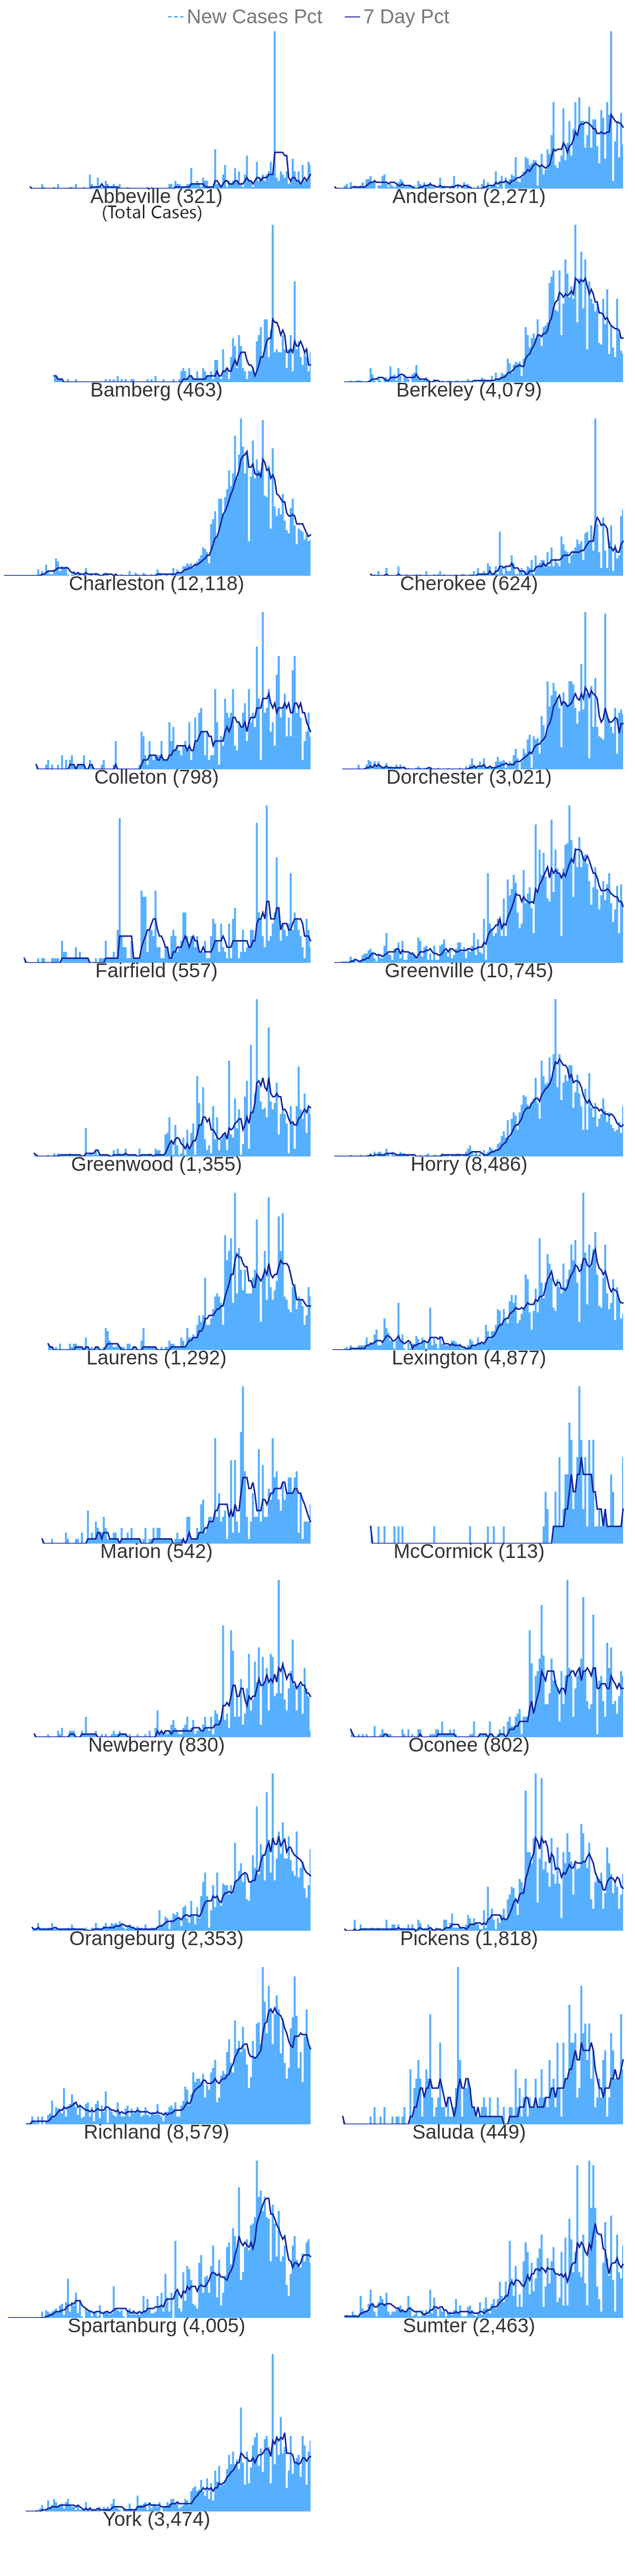 New Cases Pct 7 Day Pct
Abbeville (321) Anderson (2,271)
(Total Cases)
Bamberg (463) Berkeley (4,079)
Charleston (12,118) Cherokee (624)
Colleton (798) Dorchester (3,021)
Fairfield (557) Greenville (10,745)
Greenwood (1,355) Horry (8,486)
Laurens (1,292) Lexington (4,877)
Marion (542) McCormick (113)
Newberry (830) Oconee (802)
Orangeburg (2,353) Pickens (1,818)
Richland (8,579) Saluda (449)
Spartanburg (4,005) Sumter (2,463)
York (3,474)